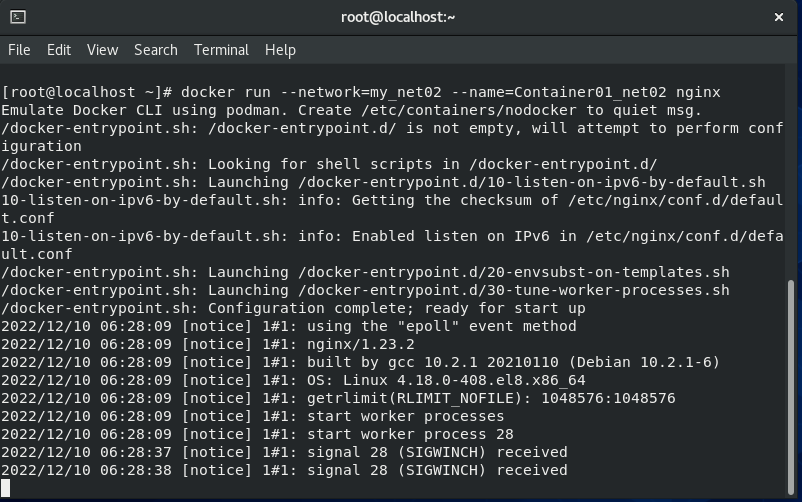 root@localhost:~
File Edit View Search Terminal Help
[root@localhost ~]# docker run --network=my_net02 --name=Container01_net02 nginx
Emulate Docker CLI using podman. Create /etc/containers/nodocker to quiet msg.
/docker-entrypoint.sh: /docker-entrypoint.d/ is not empty, will attempt to perform conf
iguration
/docker-entrypoint.sh: Looking for shell scripts in /docker-entrypoint.d/
/docker-entrypoint.sh: Launching /docker-entrypoint.d/10-listen-on-ipv6-by-default.sh
10-listen-on-ipv6-by-default.sh: info: Getting the checksum of /etc/nginx/conf.d/defaul
t.conf
10-listen-on-ipv6-by-default.sh: info: Enabled listen on IPv6 in /etc/nginx/conf.d/defa
ult.conf
/docker-entrypoint.sh: Launching /docker-entrypoint.d/20-envsubst-on-templates.sh
/docker-entrypoint.sh: Launching /docker-entrypoint.d/30-tune-worker-processes.sh
/docker-entrypoint.sh: Configuration complete; ready for start up
2022/12/10 06:28:09 [notice] 1#1: using the "epoll" event method
2022/12/10 06:28:09 [notice] 1#1: nginx/1.23.2
2022/12/10 06:28:09 [notice] 1#1: built by gcc 10.2.1 20210110 (Debian 10.2.1-6)
2022/12/10 06:28:09 [notice] 1#1: OS: Linux 4.18.0-408.el8.x86_64
2022/12/10 06:28:09 [notice] 1#1: getrlimit(RLIMIT_NOFILE): 1048576:1048576
2022/12/10 06:28:09 [notice] 1#1: start worker processes
2022/12/10 06:28:09 [notice] 1#1: start worker process 28
2022/12/10 06:28:37 [notice] 1#1: signal 28 (SIGWINCH) received
2022/12/10 06:28:38 [notice] 1#1: signal 28 (SIGWINCH) received